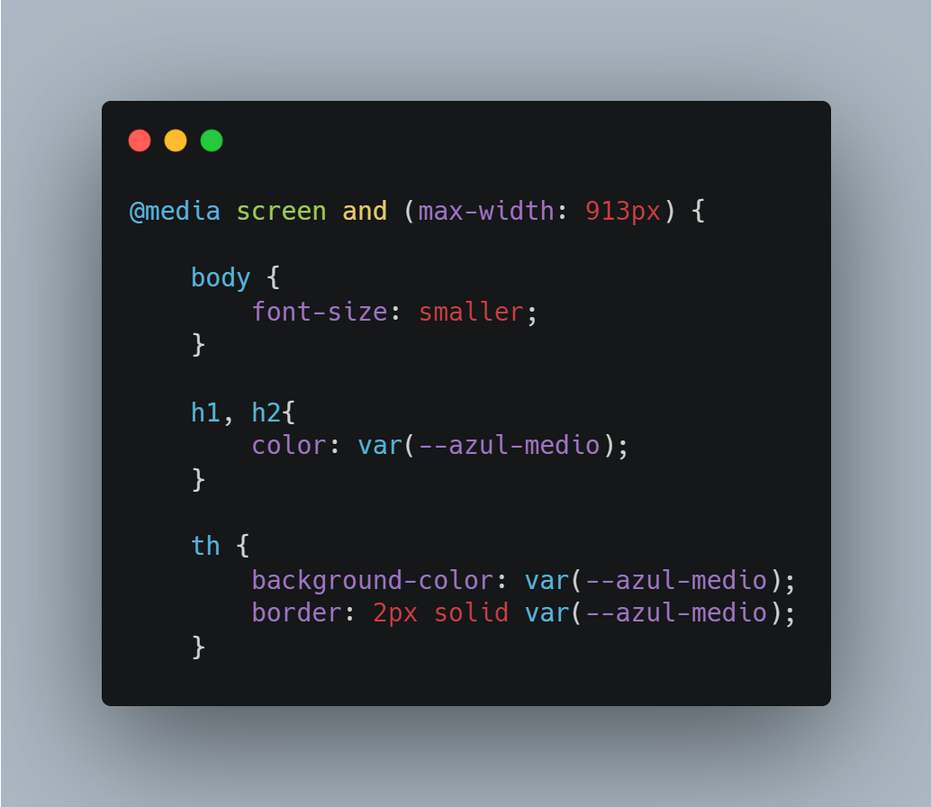 @media screen and (max-width: 913px) {
body {
font-size: smaller;
}
h1, h2{
color: var(--azul-medio);
}
th {
background-color: var(--azul-medio);
border: 2px solid var(--azul-medio);
}